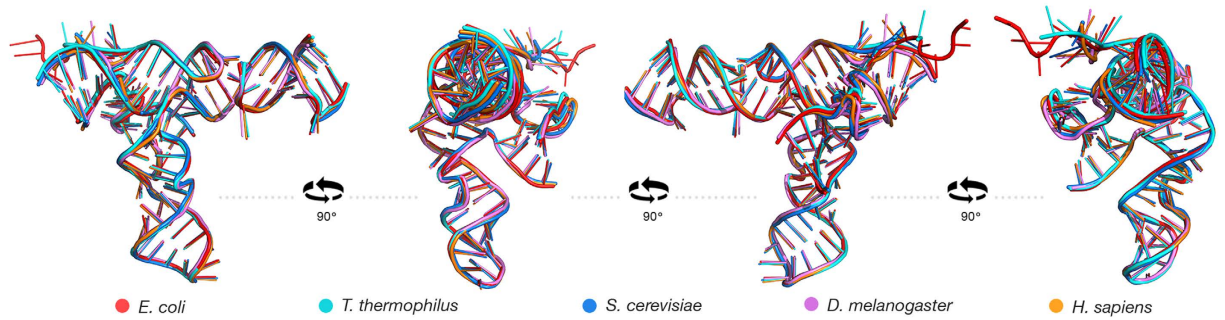 90° 90° 90°
E. coli T. thermophilus S. cerevisiae D. melanogaster H. sapiens